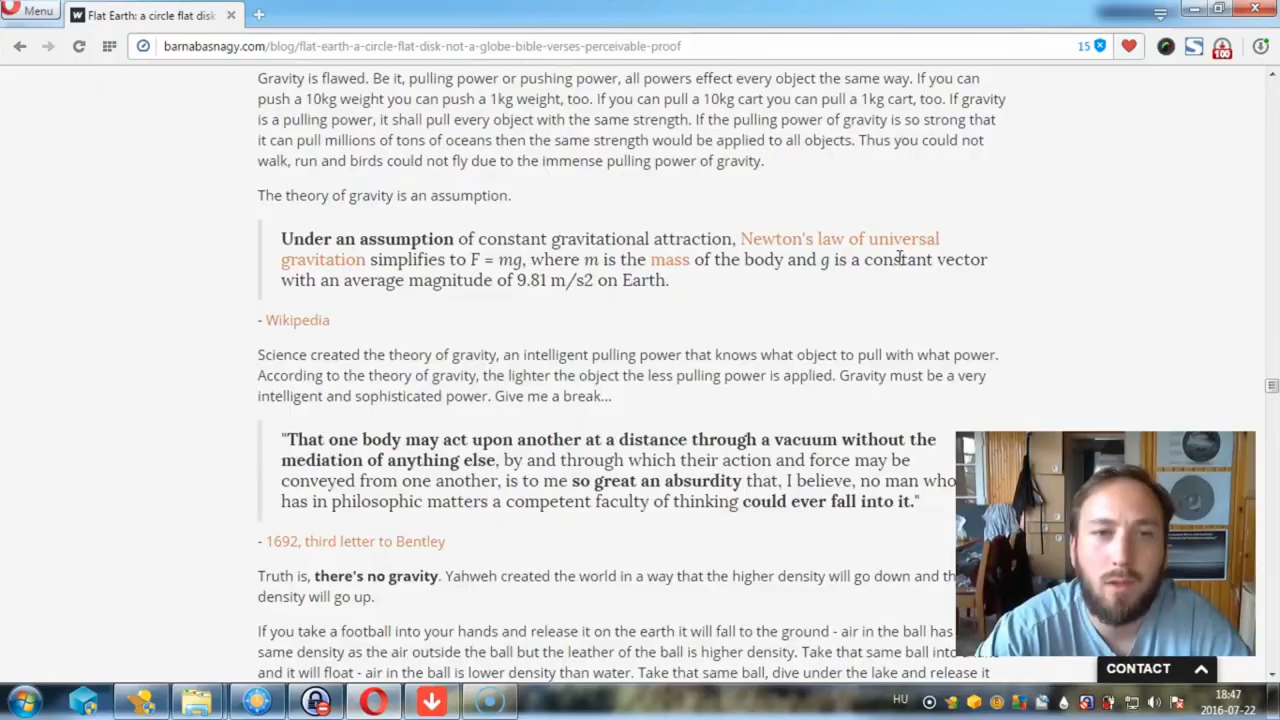 Menu
Flat Earth: a circle flat disk
barnabasnagy.com/blog/flat-earth-a-circle-flat-disk-not-a-globe-bible-verses-perceivable-proof
15
100
Gravity is flawed. Be it, pulling power or pushing power, all powers effect every object the same way. If you can
push a 10kg weight you can push a 1kg weight, too. If you can pull a 10kg cart you can pull a 1kg cart, too. If gravity
is a pulling power, it shall pull every object with the same strength. If the pulling power of gravity is so strong that
it can pull millions of tons of oceans then the same strength would be applied to all objects. Thus you could not
walk, run and birds could not fly due to the immense pulling power of gravity.
The theory of gravity is an assumption.
Under an assumption of constant gravitational attraction, Newton's law of universal
gravitation simplifies to F = mg, where m is the mass of the body and g is a constant vector
with an average magnitude of 9.81 m/s2 on Earth.
- Wikipedia
Science created the theory of gravity, an intelligent pulling power that knows what object to pull with what power.
According to the theory of gravity, the lighter the object the less pulling power is applied. Gravity must be a very
intelligent and sophisticated power. Give me a break...
"That one body may act upon another at a distance through a vacuum without the
mediation of anything else, by and through which their action and force may be
conveyed from one another, is to me so great an absurdity that, I believe, no man who
has in philosophic matters a competent faculty of thinking could ever fall into it."
- 1692, third letter to Bentley
Truth is, there's no gravity. Yahweh created the world in a way that the higher density will go down and th
density will go up.
If you take a football into your hands and release it on the earth it will fall to the ground - air in the ball has
same density as the air outside the ball but the leather of the ball is higher density. Take that same ball into
and it will float - air in the ball is lower density than water. Take that same ball, dive under the lake and release it
CONTACT
HU
18:47
2016-07-22